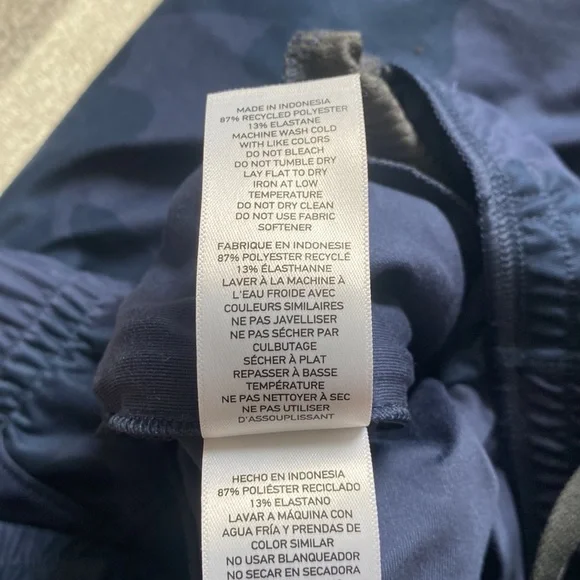 MADE IN INDONESIA
87% RECYCLED POLYESTER
13% ELASTANE
MACHINE WASH COLD
WITH LIKE COLORS
DO NOT BLEACH
DO NOT TUMBLE DRY
LAY FLAT TO DRY
IRON AT LOW
TEMPERATURE
DO NOT DRY CLEAN
DO NOT USE FABRIC
SOFTENER
FABRIQUE EN INDONESIE
87% POLYESTER RECYCLÉ
13% ÉLASTHANNE
LAVER À LA MACHINE À
L'EAU FROIDE AVEC
COULEURS SIMILAIRES
NE PAS JAVELLISER
NE PAS SÉCHER PAR
CULBUTAGE
SÉCHER À PLAT
REPASSER À BASSE
TEMPÉRATURE
NE PAS NETTOYER À SEC
NE PAS UTILISER
D'ASSOUPLISSANT
HECHO EN INDONESIA
87% POLIÉSTER RECICLADO
13% ELASTANO
LAVAR A MÁQUINA CON
AGUA FRÍA Y PRENDAS DE
COLOR SIMILAR
NO USAR BLANQUEADOR
NO SECAR EN SECADORA